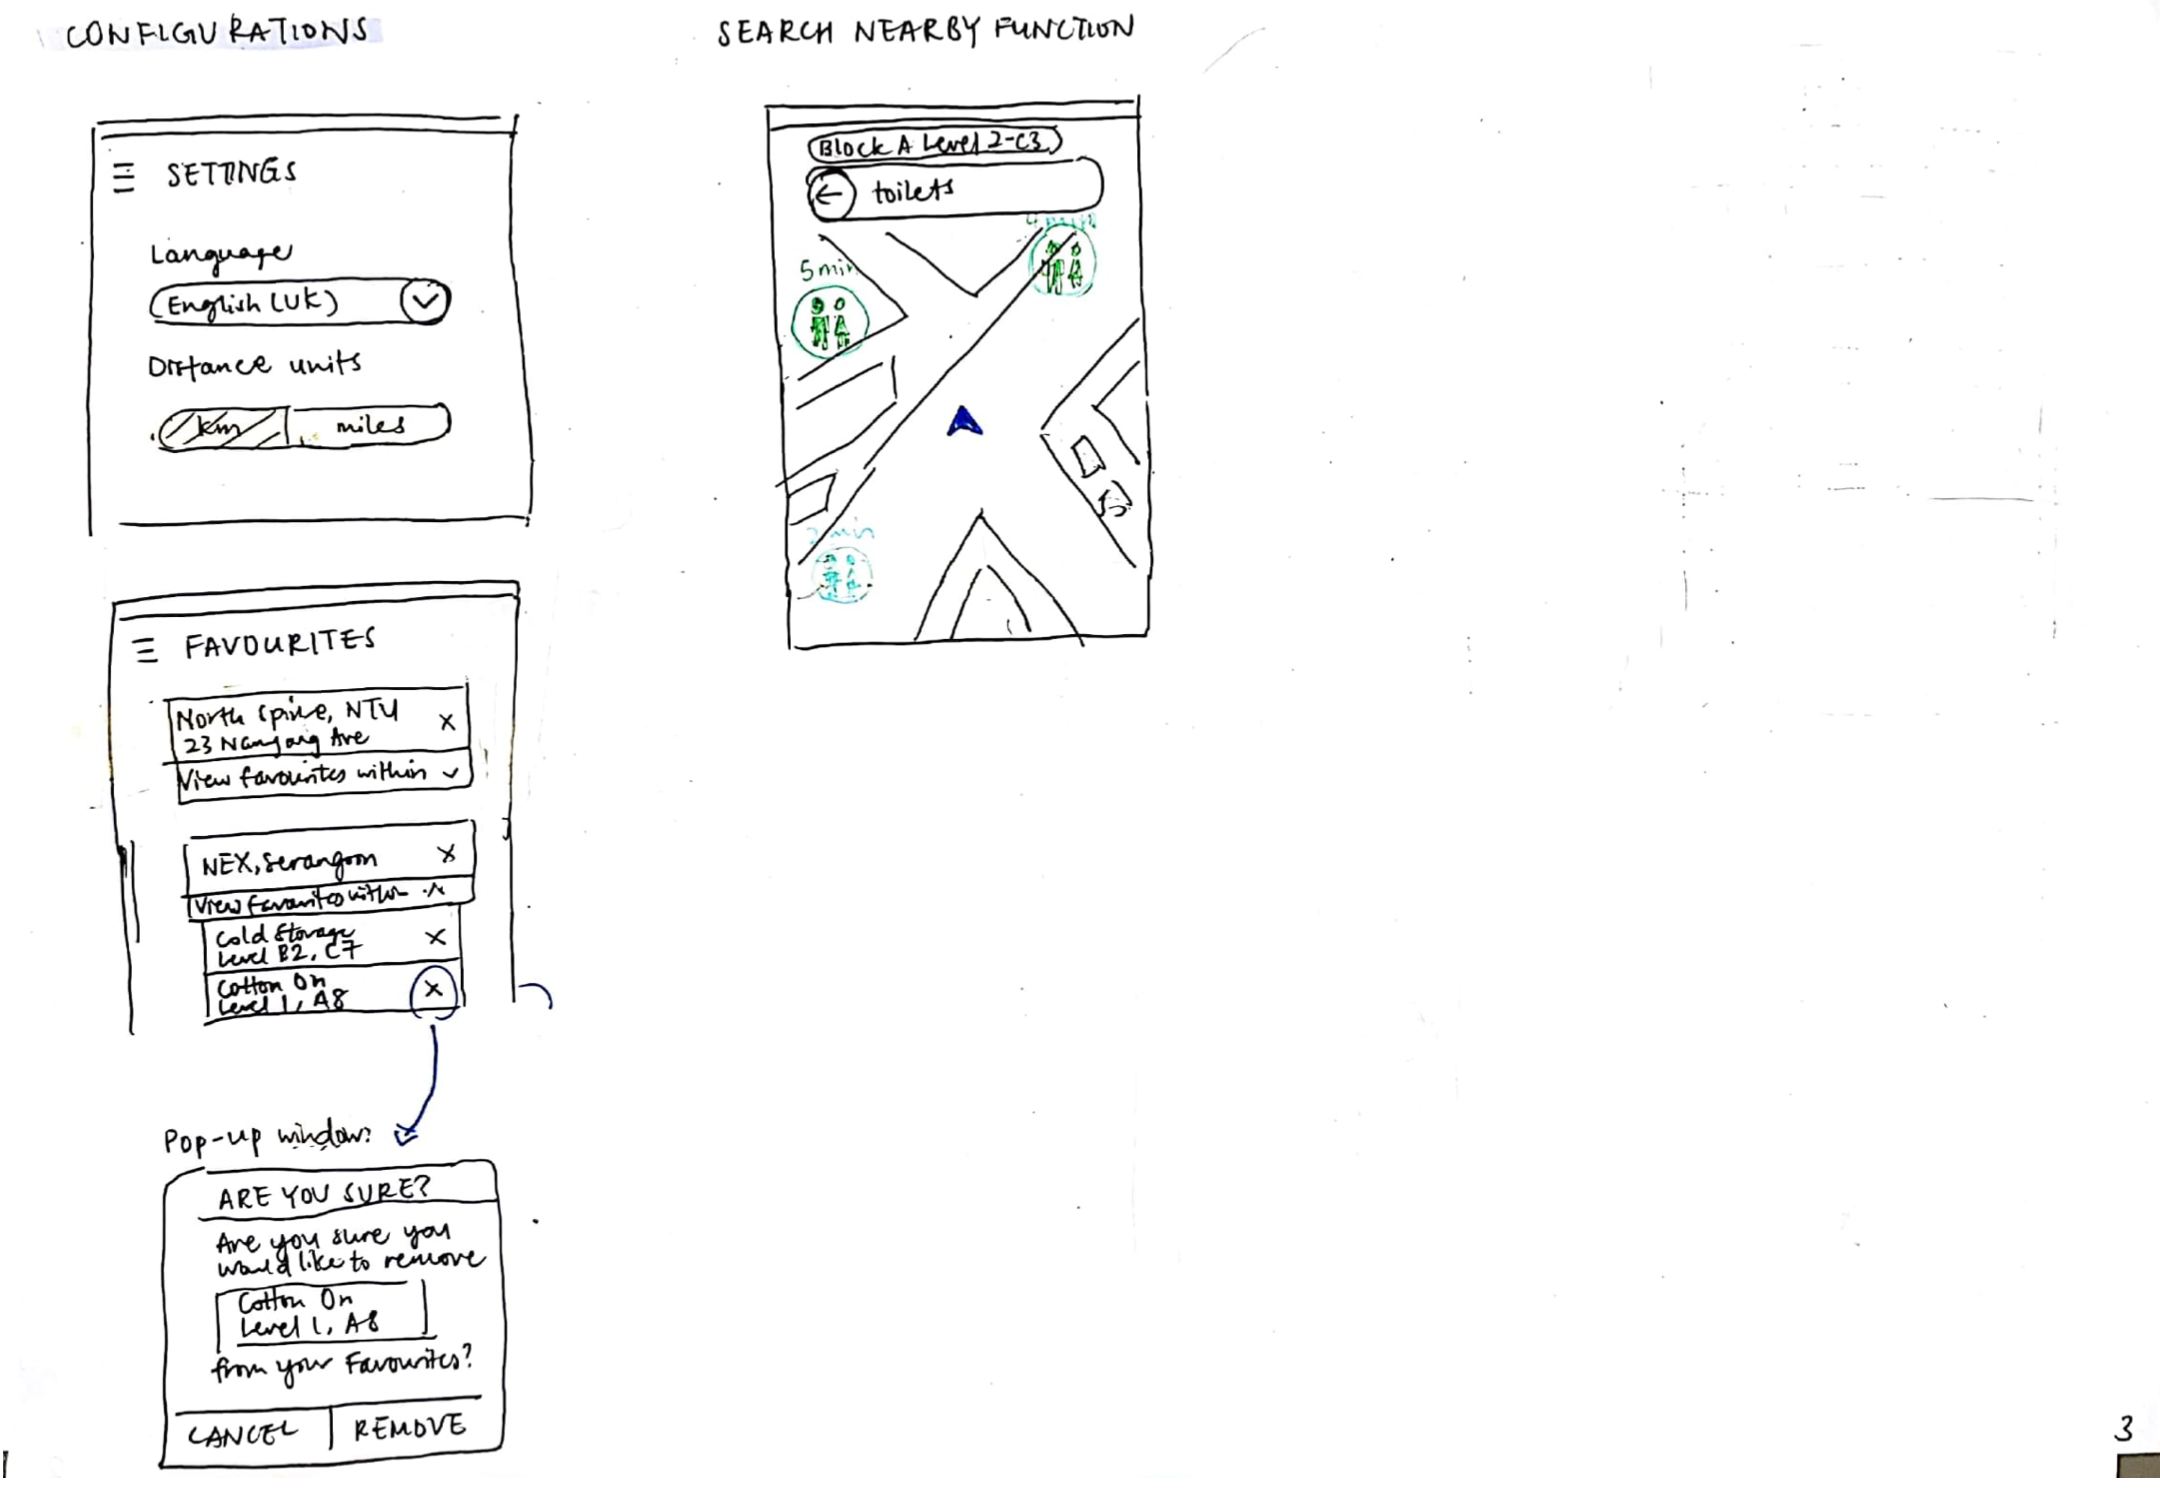 CONFIGURATIONS
SETTINGS
Language
English (UK)
Distance units
km
miles
FAVOURITES
North Spine, NTU
23 Nanyang Ave
View favourites within
NEX, Serangoon
View favourites within
Cold Storage
Level B2, C7
Cotton On
Level 1, A8
Pop-up window:
ARE YOU SURE?
Are you sure you
would like to remove
Cotton On
Level 1, A8
from your Favourites?
CANCEL
REMOVE
SEARCH NEARBY FUNCTION
Block A Level 2-C3
toilets
5 min
min
2 min
3